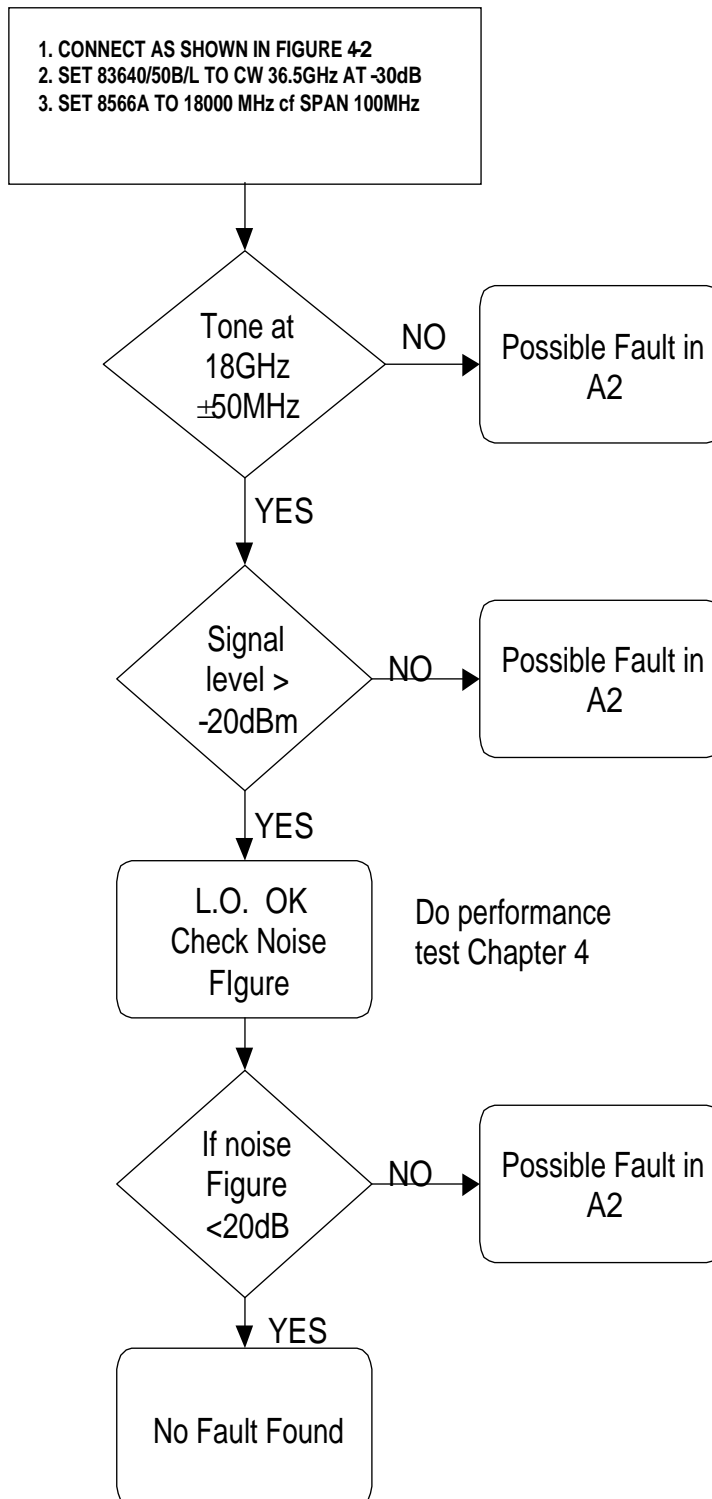 1. CONNECT AS SHOWN IN FIGURE 4-2
2. SET 83640/50B/L TO CW 36.5GHz AT -30dB
3. SET 8566A TO 18000 MHz cf SPAN 100MHz
Tone at
18GHz
±50MHz
NO
Possible Fault in
A2
YES
Signal
level >
-20dBm
NO
Possible Fault in
A2
YES
L.O. OK
Check Noise
FIgure
Do performance
test Chapter 4
If noise
Figure
<20dB
NO
Possible Fault in
A2
YES
No Fault Found